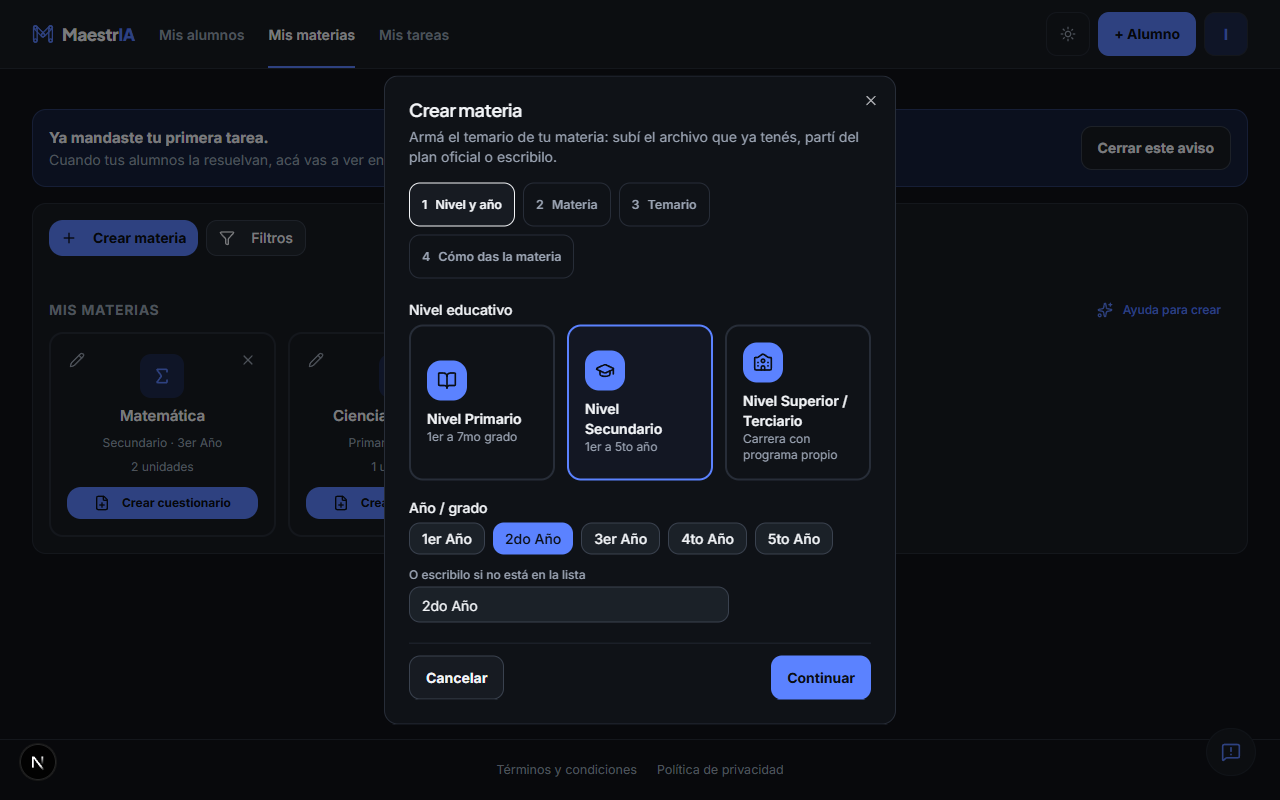 MaestrIA
Mis alumnos
Mis materias
Mis tareas
+ Alumno
I
Ya mandaste tu primera tarea.
Cuando tus alumnos la resuelvan, acá vas a ver en
Cerrar este aviso
Crear materia
Filtros
MIS MATERIAS
Ayuda para crear
Matemática
Secundario · 3er Año
2 unidades
Crear cuestionario
Crear materia
Armá el temario de tu materia: subí el archivo que ya tenés, partí del
plan oficial o escribilo.
1 Nivel y año
2 Materia
3 Temario
4 Cómo das la materia
Nivel educativo
Nivel Primario
1er a 7mo grado
Nivel
Secundario
1er a 5to año
Nivel Superior /
Terciario
Carrera con
programa propio
Año / grado
1er Año
2do Año
3er Año
4to Año
5to Año
O escribilo si no está en la lista
2do Año
Cancelar
Continuar
N
Términos y condiciones
Política de privacidad